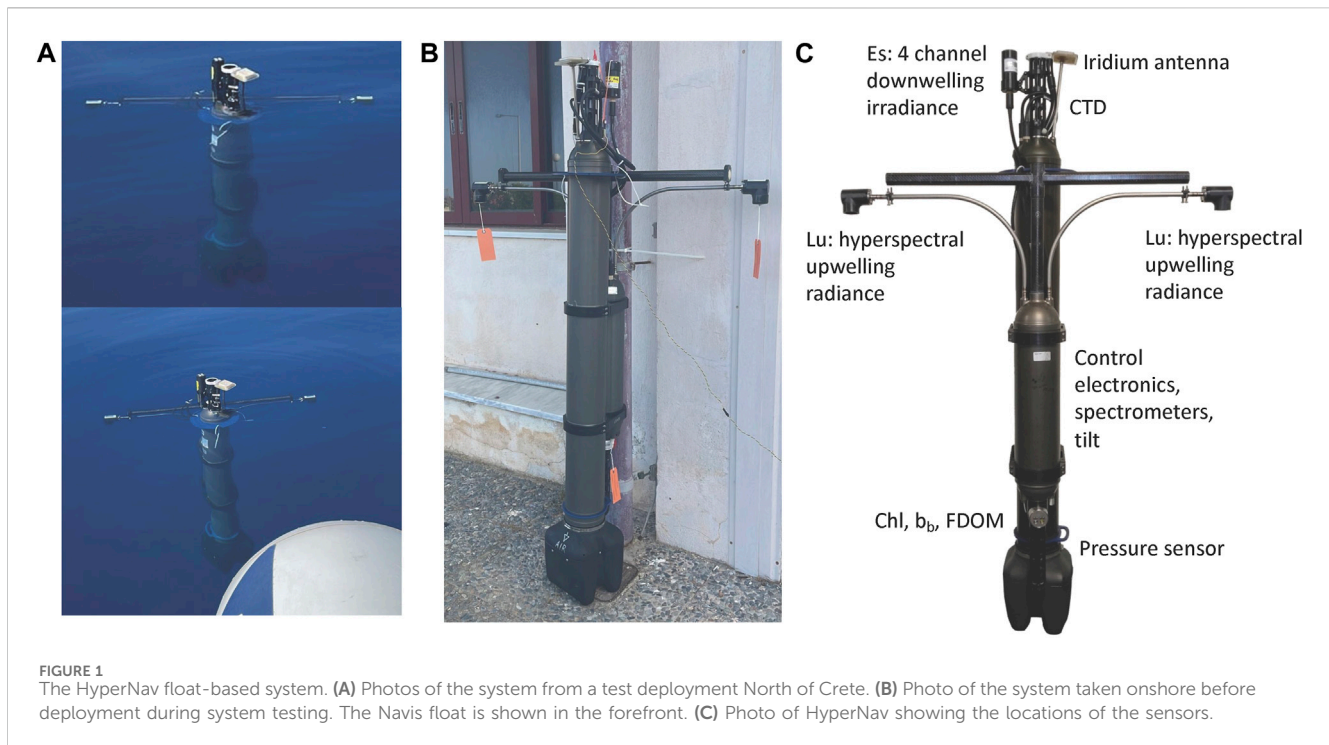 A
B
C
Es: 4 channel
downwelling
irradiance
Iridium antenna
CTD
Lu: hyperspectral
upwelling
radiance
Lu: hyperspectral
upwelling
radiance
Control
electronics,
spectrometers,
tilt
Chl, bb, FDOM
Pressure sensor
AIR
FIGURE 1
The HyperNav float-based system. (A) Photos of the system from a test deployment North of Crete. (B) Photo of the system taken onshore before
deployment during system testing. The Navis float is shown in the forefront. (C) Photo of HyperNav showing the locations of the sensors.